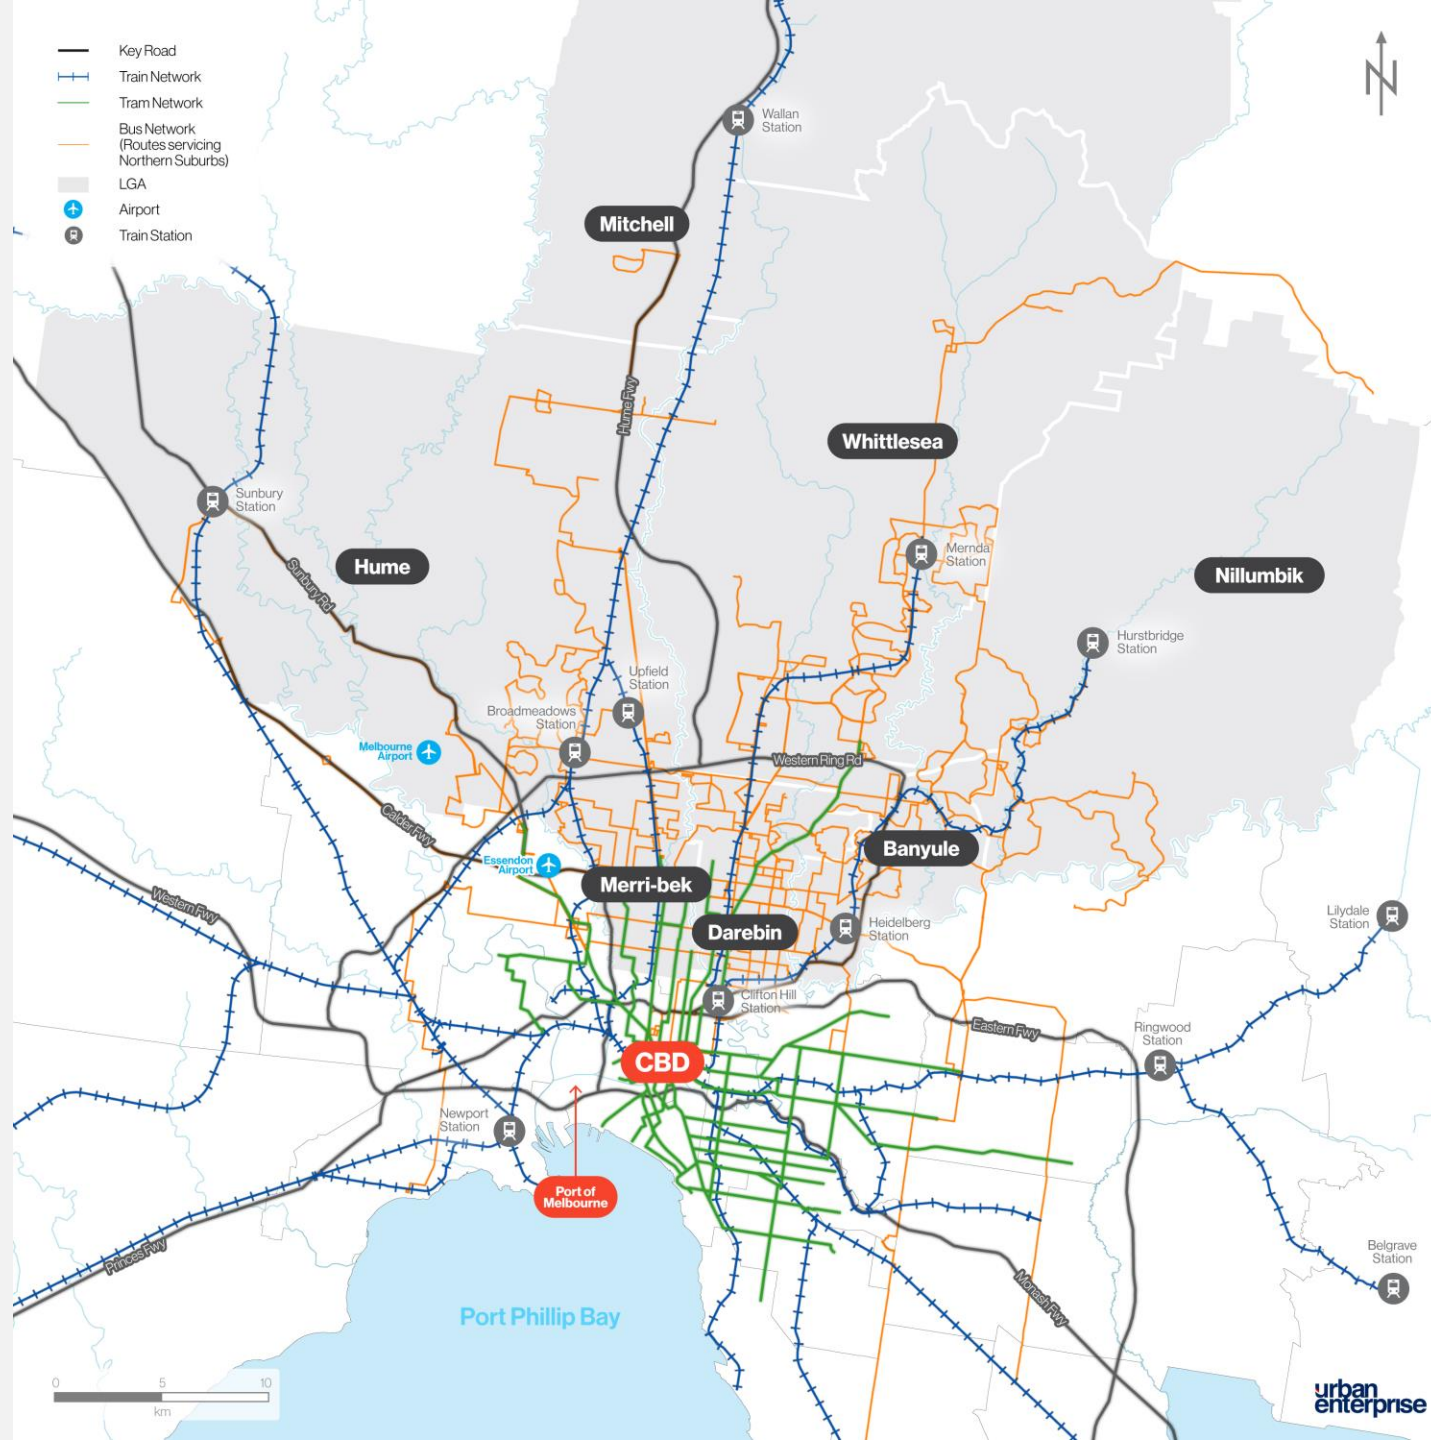 Key Road
Train Network
Tram Network
Bus Network
(Routes servicing
Northern Suburbs)
LGA
Airport
Train Station
N
Wallan
Station
Mitchell
Hume Fwy
Whittlesea
Sunbury
Station
Mernda
Station
Hume
Sunbury Rd
Nillumbik
Hurstbridge
Station
Upfield
Station
Broadmeadows
Station
Melbourne
Airport
Western Ring Rd
Calder Fwy
Banyule
Essendon
Airport
Merri-bek
Western Fwy
Darebin
Heidelberg
Station
Lilydale
Station
Clifton Hill
Station
Eastern Fwy
Ringwood
Station
CBD
Newport
Station
Port of
Melbourne
Princes Fwy
Belgrave
Station
Monash Fwy
Port Phillip Bay
0 5 10
km
urban
enterprise